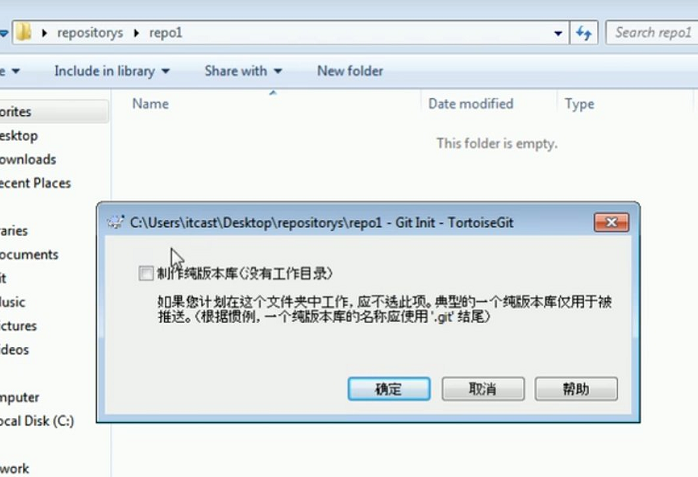 repositorys ▸ repo1
Search repo1
Include in library
Share with
New folder
Name
Date modified
Type
This folder is empty.
C:\Users\itcast\Desktop\repositorys\repo1 - Git Init - TortoiseGit
制作纯版本库(没有工作目录)
如果您计划在这个文件夹中工作，应不选此项。典型的一个纯版本库仅用于被
推送。(根据惯例，一个纯版本库的名称应使用 '.git' 结尾)
确定
取消
帮助
orites
esktop
ownloads
ecent Places
aries
ocuments
it
usic
ictures
ideos
mputer
ocal Disk (C:)
work